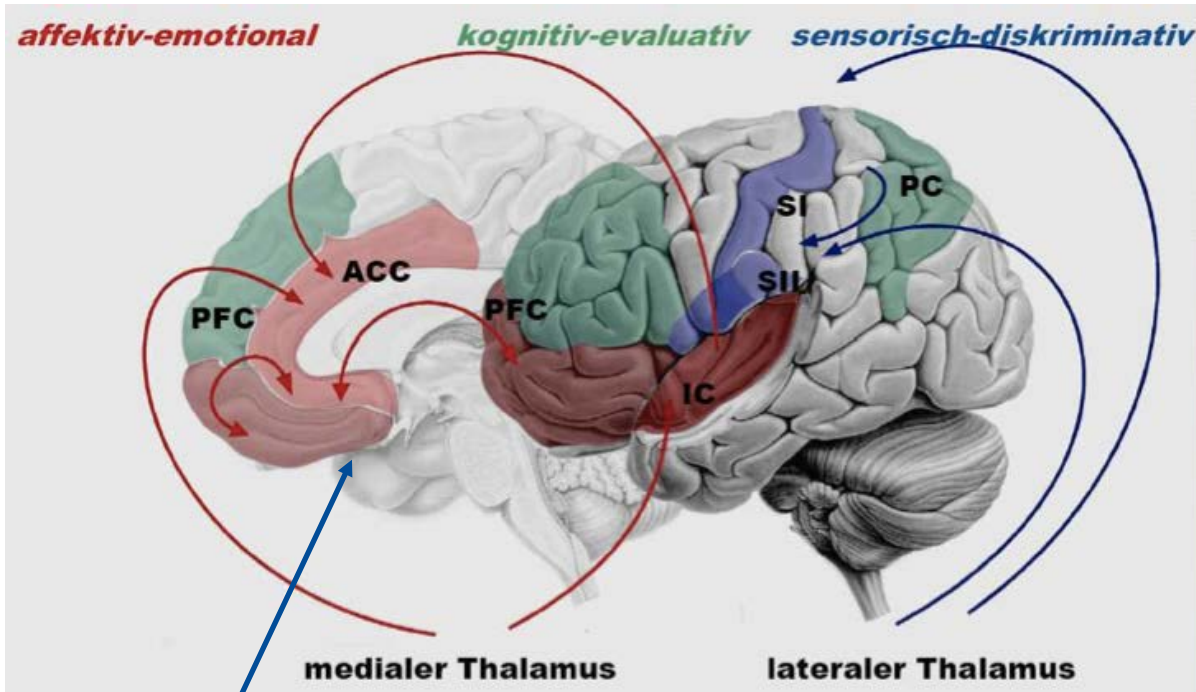 affektiv-emotional kognitiv-evaluativ sensorisch-diskriminativ
PC
SI
ACC
SII
PFC PFC
IC
medialer Thalamus lateraler Thalamus